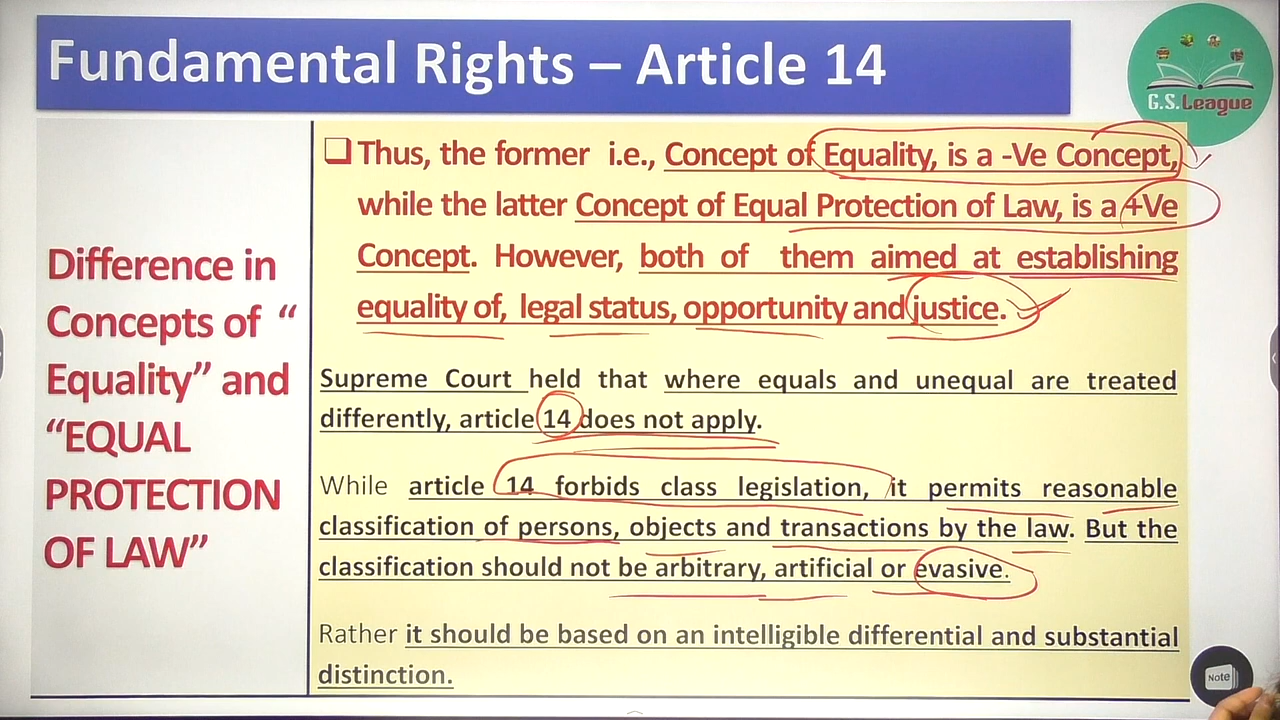 Fundamental Rights – Article 14
G.S.League
Difference in
Concepts of “
Equality” and
“EQUAL
PROTECTION
OF LAW”
❑ Thus, the former i.e., Concept of Equality, is a -Ve Concept,
while the latter Concept of Equal Protection of Law, is a +Ve
Concept. However, both of them aimed at establishing
equality of, legal status, opportunity and justice.
Supreme Court held that where equals and unequal are treated
differently, article 14 does not apply.
While article 14 forbids class legislation, it permits reasonable
classification of persons, objects and transactions by the law. But the
classification should not be arbitrary, artificial or evasive.
Rather it should be based on an intelligible differential and substantial
distinction.
Note